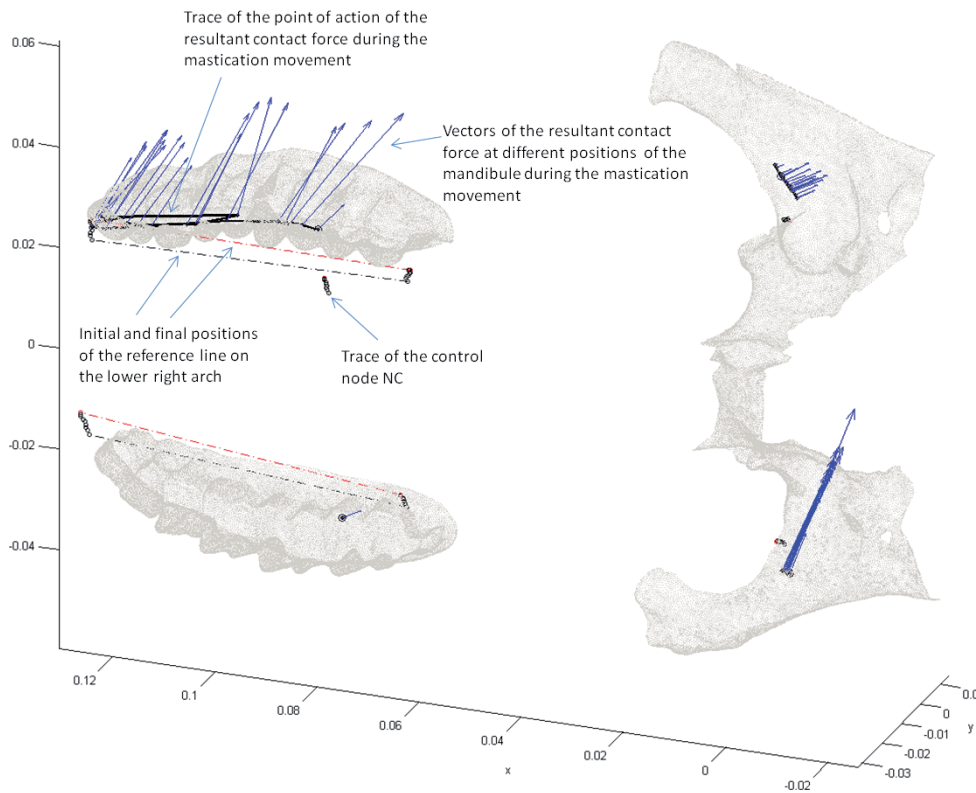 Trace of the point of action of
the resultant contact force during the
mastication movement
Vectors of the resultant contact
force at different positions of the
mandibule during the mastication
movement
Initial and final positions
of the reference line on
the lower right arch
Trace of the control
node NC
0.06
0.04
0.02
0
-0.02
-0.04
0.12
0.1
0.08
0.06
0.04
0.02
0
-0.02
x
0.0
0
-0.01
-0.02
-0.03
y